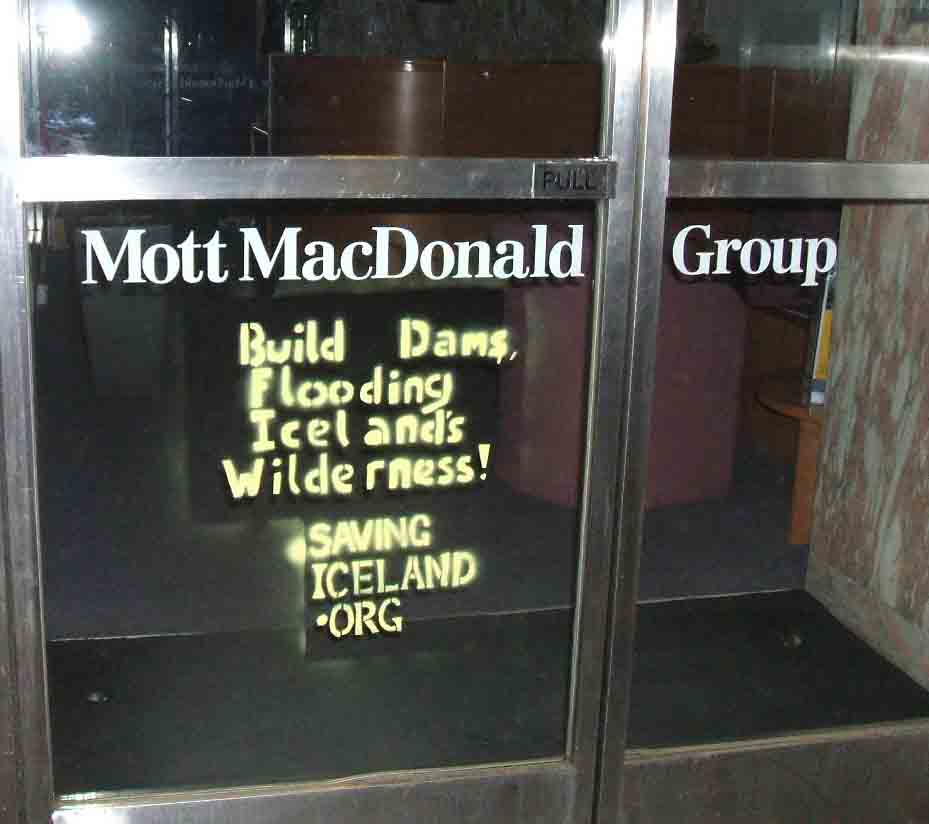 PULL
Mott MacDonald Group
Build Dams,
Flooding
Iceland's
Wilderness!
SAVING
ICELAND
.ORG